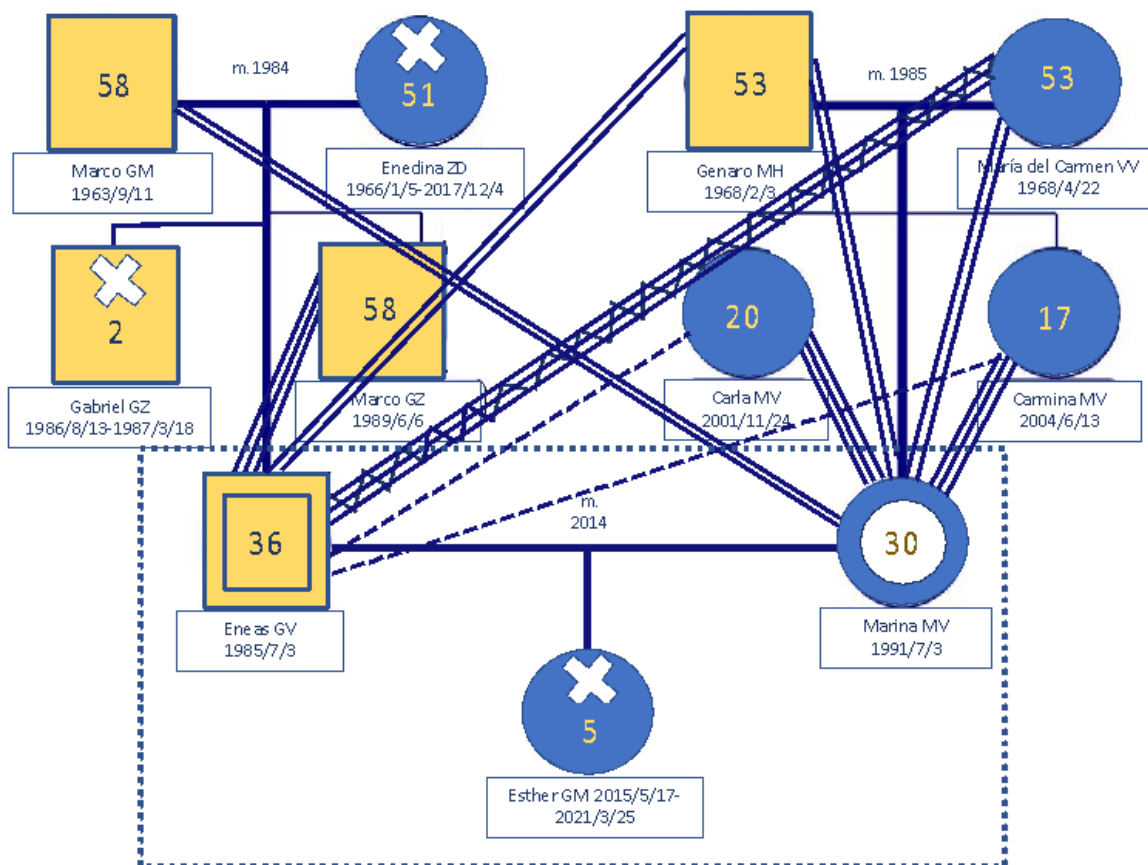 58
m. 1984
51
53
m. 1985
53
Marco GM
1963/9/11
Enedina ZD
1966/1/5-2017/12/4
Genaro MH
1968/2/3
María del Carmen VV
1968/4/22
2
58
20
17
Gabriel GZ
1986/8/13-1987/3/18
Marco GZ
1989/6/6
Carla MV
2001/11/24
Carmina MV
2004/6/13
36
m.
2014
30
Eneas GV
1985/7/3
Marina MV
1991/7/3
5
Esther GM 2015/5/17-
2021/3/25